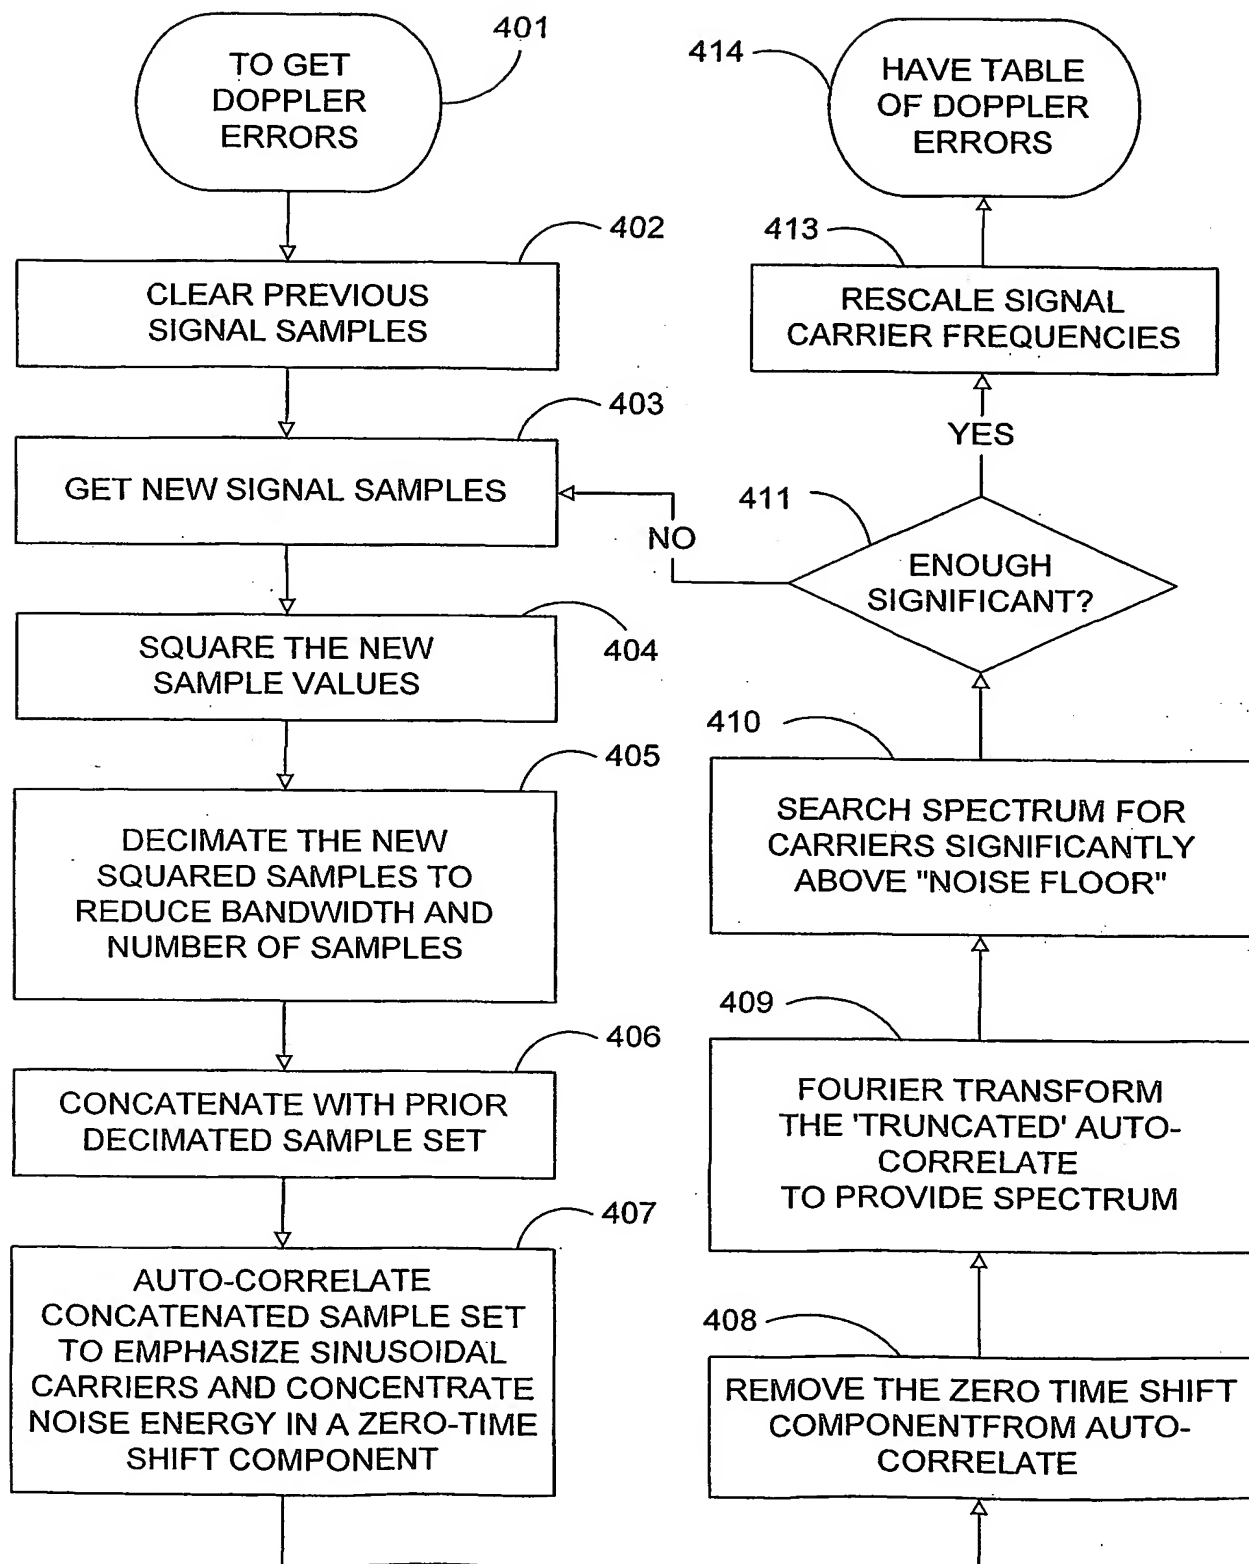 401
TO GET
DOPPLER
ERRORS
402
CLEAR PREVIOUS
SIGNAL SAMPLES
403
GET NEW SIGNAL SAMPLES
404
SQUARE THE NEW
SAMPLE VALUES
405
DECIMATE THE NEW
SQUARED SAMPLES TO
REDUCE BANDWIDTH AND
NUMBER OF SAMPLES
406
CONCATENATE WITH PRIOR
DECIMATED SAMPLE SET
407
AUTO-CORRELATE
CONCATENATED SAMPLE SET
TO EMPHASIZE SINUSOIDAL
CARRIERS AND CONCENTRATE
NOISE ENERGY IN A ZERO-TIME
SHIFT COMPONENT
408
REMOVE THE ZERO TIME SHIFT
COMPONENTFROM AUTO-
CORRELATE
409
FOURIER TRANSFORM
THE 'TRUNCATED' AUTO-
CORRELATE
TO PROVIDE SPECTRUM
410
SEARCH SPECTRUM FOR
CARRIERS SIGNIFICANTLY
ABOVE "NOISE FLOOR"
411
ENOUGH
SIGNIFICANT?
NO
YES
413
RESCALE SIGNAL
CARRIER FREQUENCIES
414
HAVE TABLE
OF DOPPLER
ERRORS